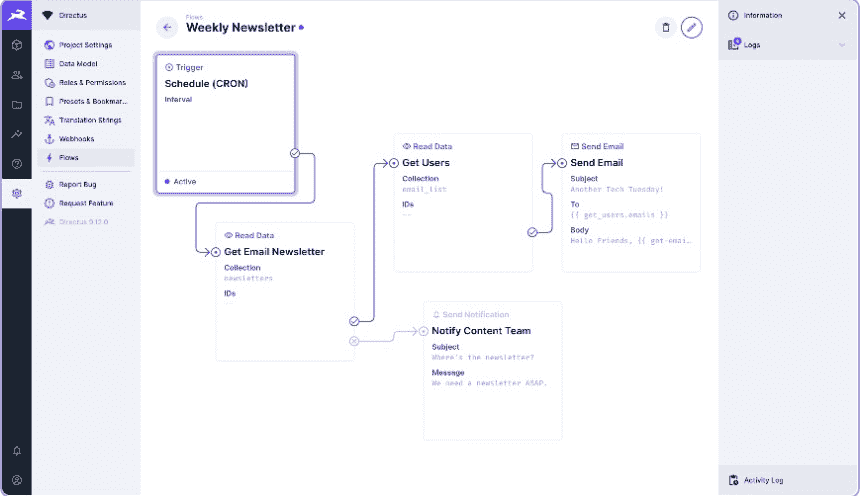 Directus
Project Settings
Data Model
Roles & Permissions
Presets & Bookmar...
Translation Strings
Webhooks
Flows
Report Bug
Request Feature
Directus 9.12.0
Flows
Weekly Newsletter
Trigger
Schedule (CRON)
Interval
Active
Read Data
Get Email Newsletter
Collection
newsletters
IDs
--
Read Data
Get Users
Collection
email_list
IDs
--
Send Email
Send Email
Subject
Another Tech Tuesday!
To
{{ get_users.emails }}
Body
Hello Friends, {{ get-emai…
Send Notification
Notify Content Team
Subject
Where's the newsletter?
Message
We need a newsletter ASAP.
Information
Logs
Activity Log